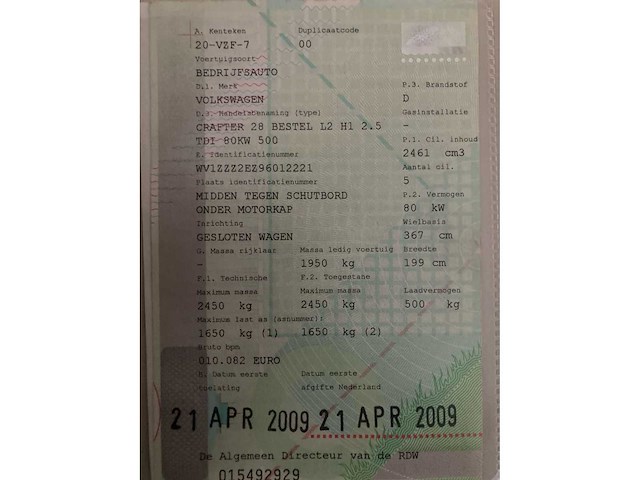 A. Kenteken Duplicaatcode
20-VZF-7 00
Voertuigsoort
BEDRIJFSAUTO
D.1. Merk P.3. Brandstof
VOLKSWAGEN D
D.3. Handelsbenaming (type) Gasinstallatie
CRAFTER 28 BESTEL L2 H1 2.5 -
TDI 80KW 500 P.1. Cil. inhoud
E. Identificatienummer 2461 cm3
WV1ZZZ2EZ96012221 Aantal cil.
Plaats identificatienummer 5
MIDDEN TEGEN SCHUTBORD P.2. Vermogen
ONDER MOTORKAP 80 kW
Inrichting Wielbasis
GESLOTEN WAGEN 367 cm
G. Massa rijklaar Massa ledig voertuig Breedte
- 1950 kg 199 cm
F.1. Technische F.2. Toegestane
Maximum massa Maximum massa Laadvermogen
2450 kg 2450 kg 500 kg
Maximum last as (asnummer):
1650 kg (1) 1650 kg (2)
Bruto bpm
010.082 EURO
B. Datum eerste Datum eerste
toelating afgifte Nederland
21 APR 2009 21 APR 2009
De Algemeen Directeur van de RDW
015492929